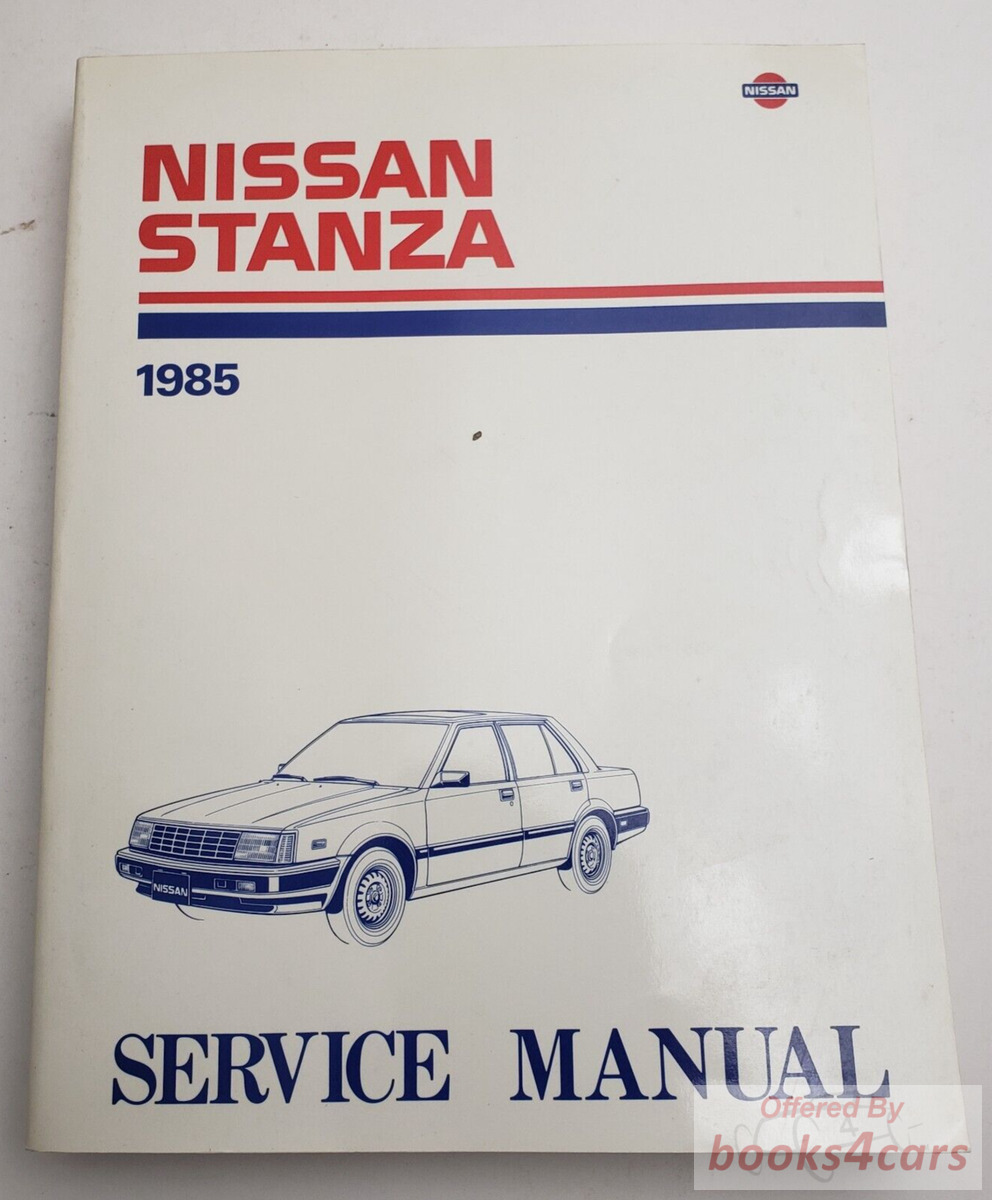 NISSAN
NISSAN
STANZA
1985
NISSAN
SERVICE MANUAL
Offered By
books4cars